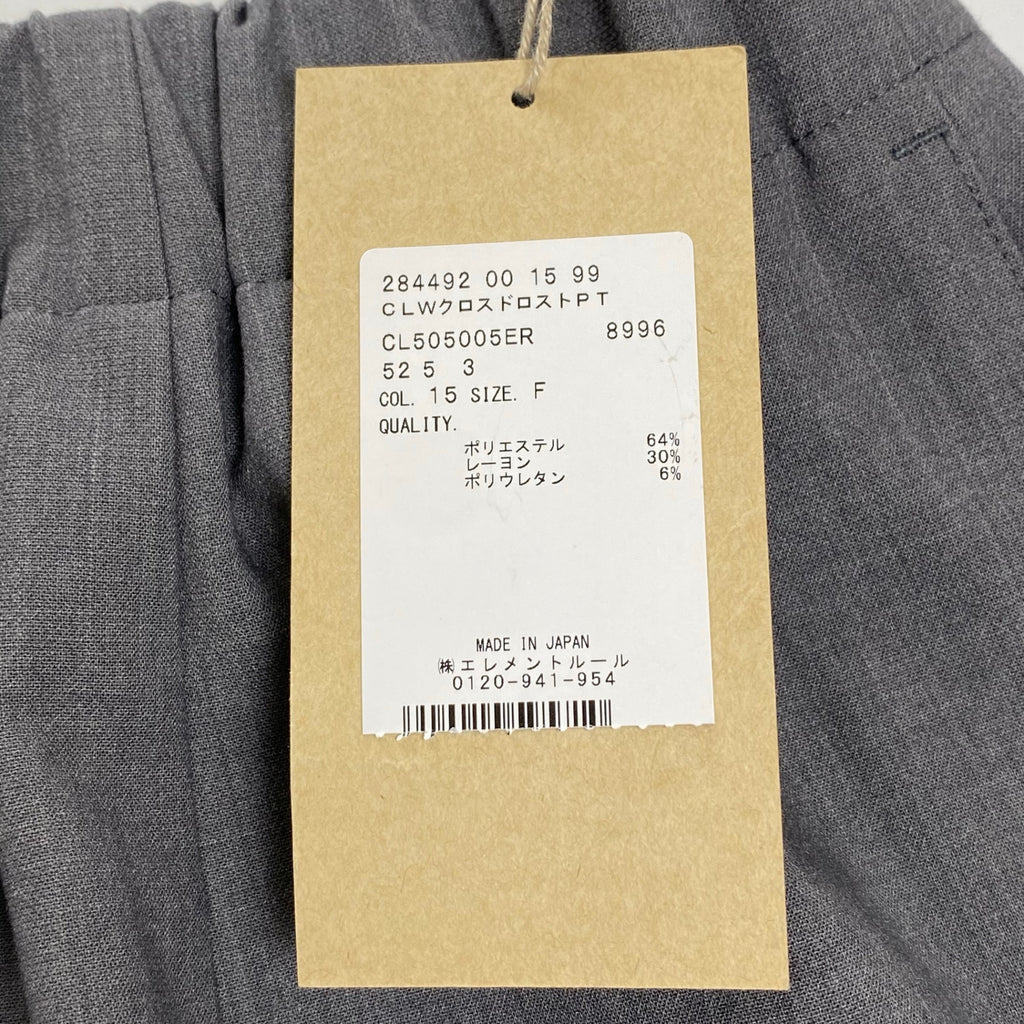 284492 00 15 99
CLWクロスドロストPT
CL505005ER 8996
52 5 3
COL. 15 SIZE. F
QUALITY.
ポリエステル 64%
レーヨン 30%
ポリウレタン 6%
MADE IN JAPAN
㈱エレメントルール
0120-941-954